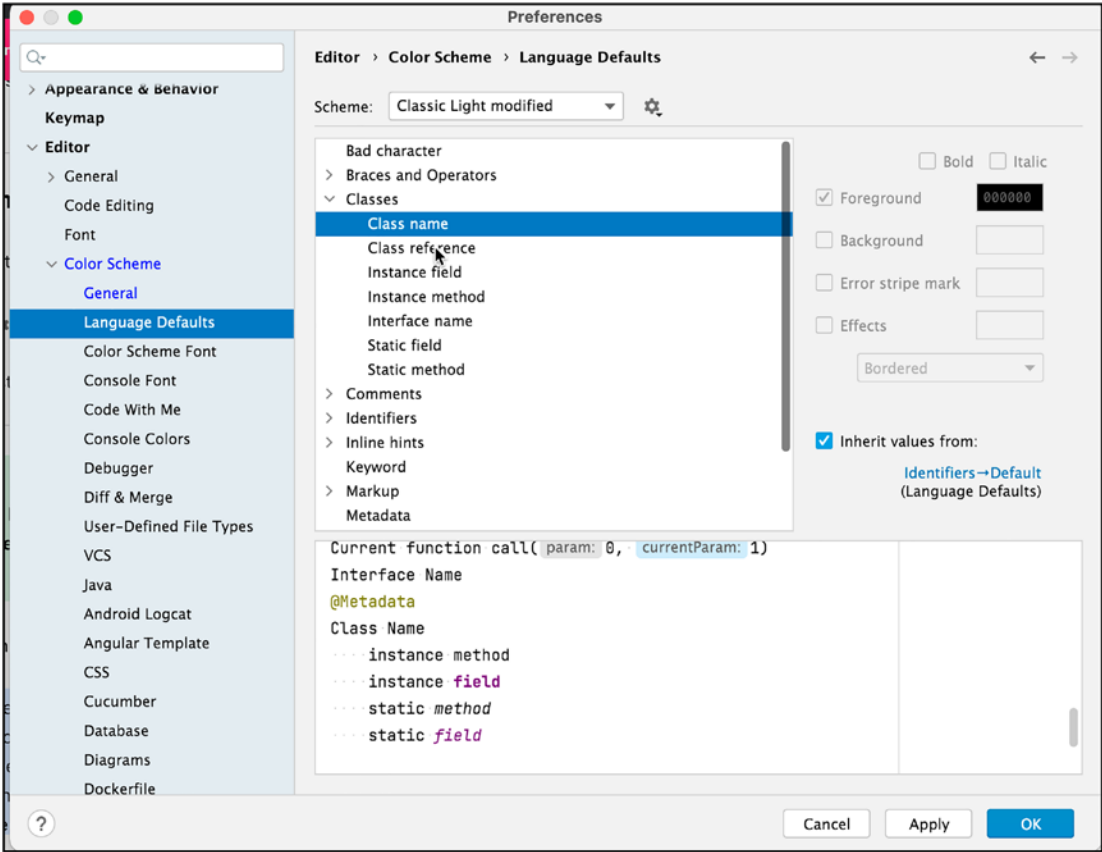 Preferences
Appearance & Behavior
Keymap
Editor
General
Code Editing
Font
Color Scheme
General
Language Defaults
Color Scheme Font
Console Font
Code With Me
Console Colors
Debugger
Diff & Merge
User-Defined File Types
VCS
Java
Android Logcat
Angular Template
CSS
Cucumber
Database
Diagrams
Dockerfile
Editor › Color Scheme › Language Defaults
Scheme: Classic Light modified
Bad character
Braces and Operators
Classes
Class name
Class reference
Instance field
Instance method
Interface name
Static field
Static method
Comments
Identifiers
Inline hints
Keyword
Markup
Metadata
Bold Italic
Foreground 000000
Background
Error stripe mark
Effects
Bordered
Inherit values from:
Identifiers→Default
(Language Defaults)
Current function call( param: 0, currentParam: 1)
Interface Name
@Metadata
Class Name
instance method
instance field
static method
static field
?
Cancel Apply OK